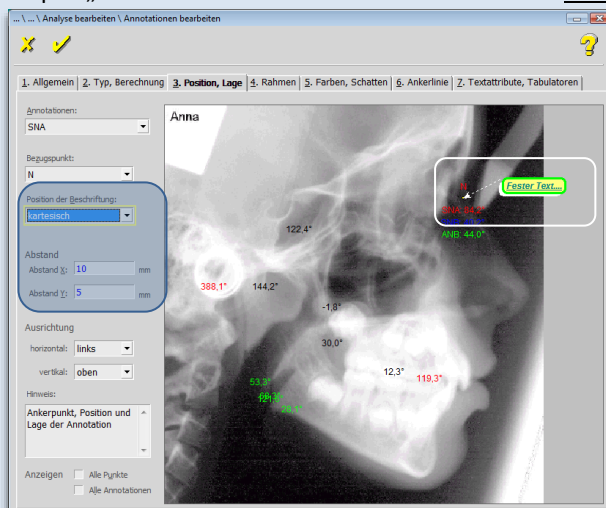 ... \ ... \ Analyse bearbeiten \ Annotationen bearbeiten
1. Allgemein
2. Typ, Berechnung
3. Position, Lage
4. Rahmen
5. Farben, Schatten
6. Ankerlinie
7. Textattribute, Tabulatoren
Annotationen:
SNA
Bezugspunkt:
N
Position der Beschriftung:
kartesisch
Abstand
Abstand X: 10 mm
Abstand Y: 5 mm
Ausrichtung
horizontal: links
vertikal: oben
Hinweis:
Ankerpunkt, Position und
Lage der Annotation
Anzeigen
Alle Punkte
Alle Annotationen
Anna
Fester Text...
ANB: 44,0°
122,4°
388,1°
144,2°
-1,8°
30,0°
12,3°
119,3°
53,3°